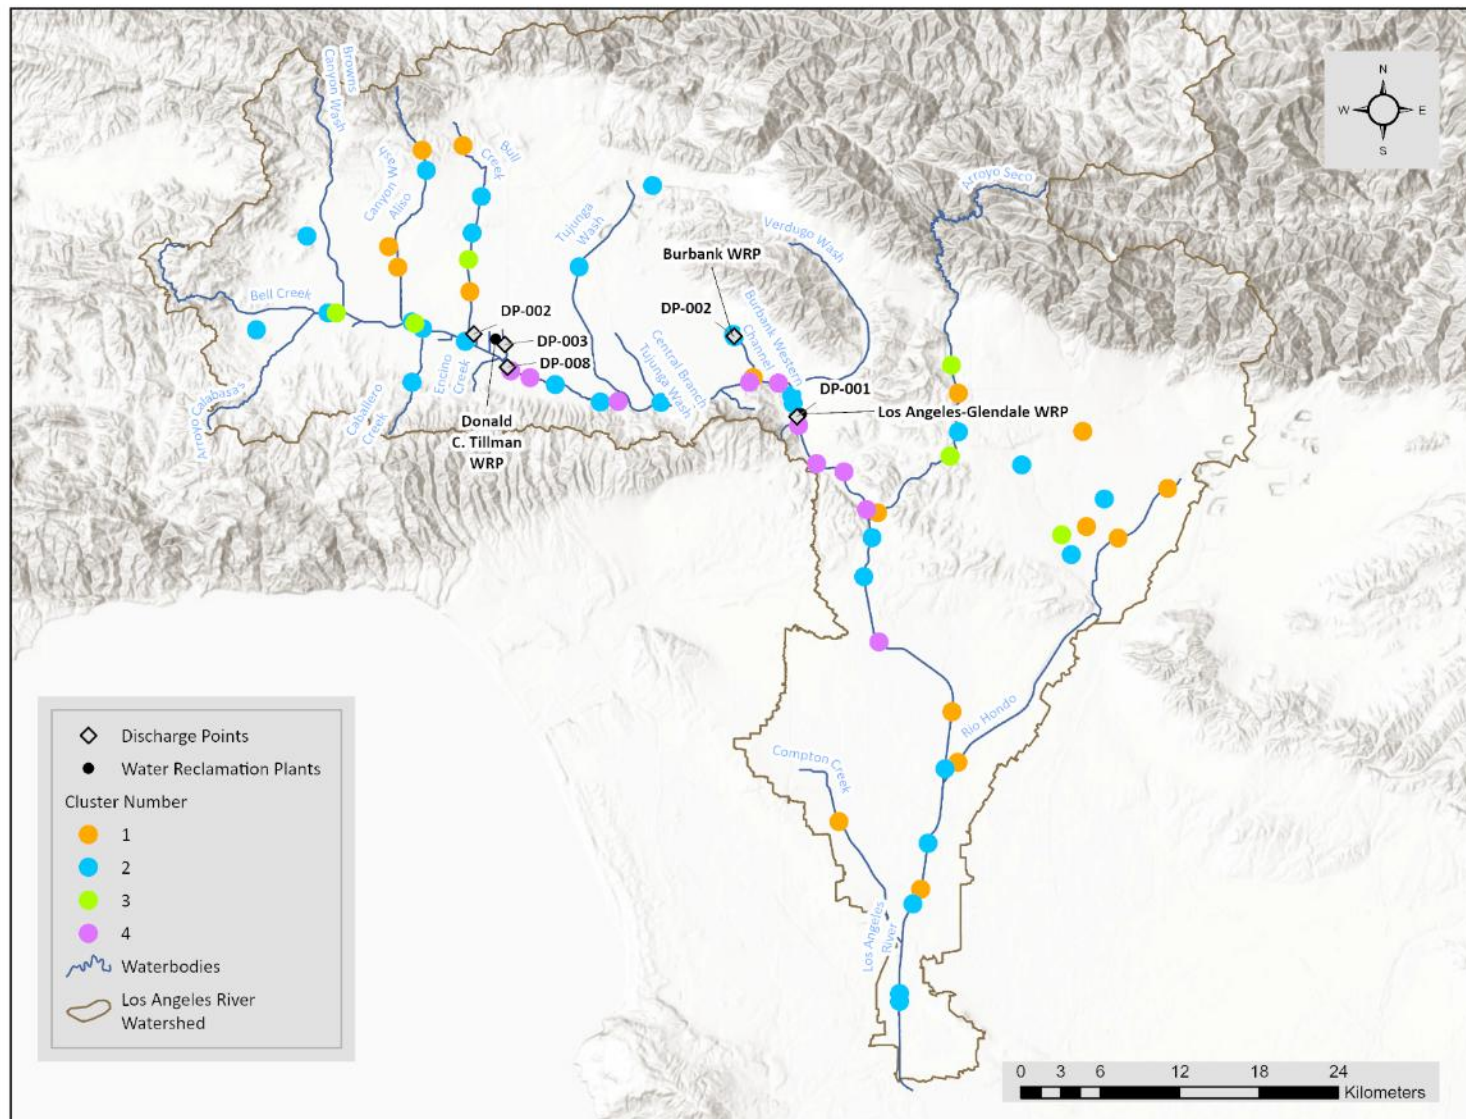 Browns
Canyon Wash
Aliso
Canyon Wash
Bull
Creek
Tujunga
Wash
Verdugo Wash
Arroyo Seco
N
W
E
S
Burbank WRP
DP-002
Burbank Western
Channel
Bell Creek
DP-002
DP-003
DP-008
Encino
Creek
Central Branch
Tujunga Wash
DP-001
Los Angeles-Glendale WRP
Arroyo Calabasas
Caballero
Creek
Donald
C. Tillman
WRP
Rio Hondo
Compton Creek
Los Angeles
River
Discharge Points
Water Reclamation Plants
Cluster Number
1
2
3
4
Waterbodies
Los Angeles River
Watershed
0 3 6 12 18 24
Kilometers